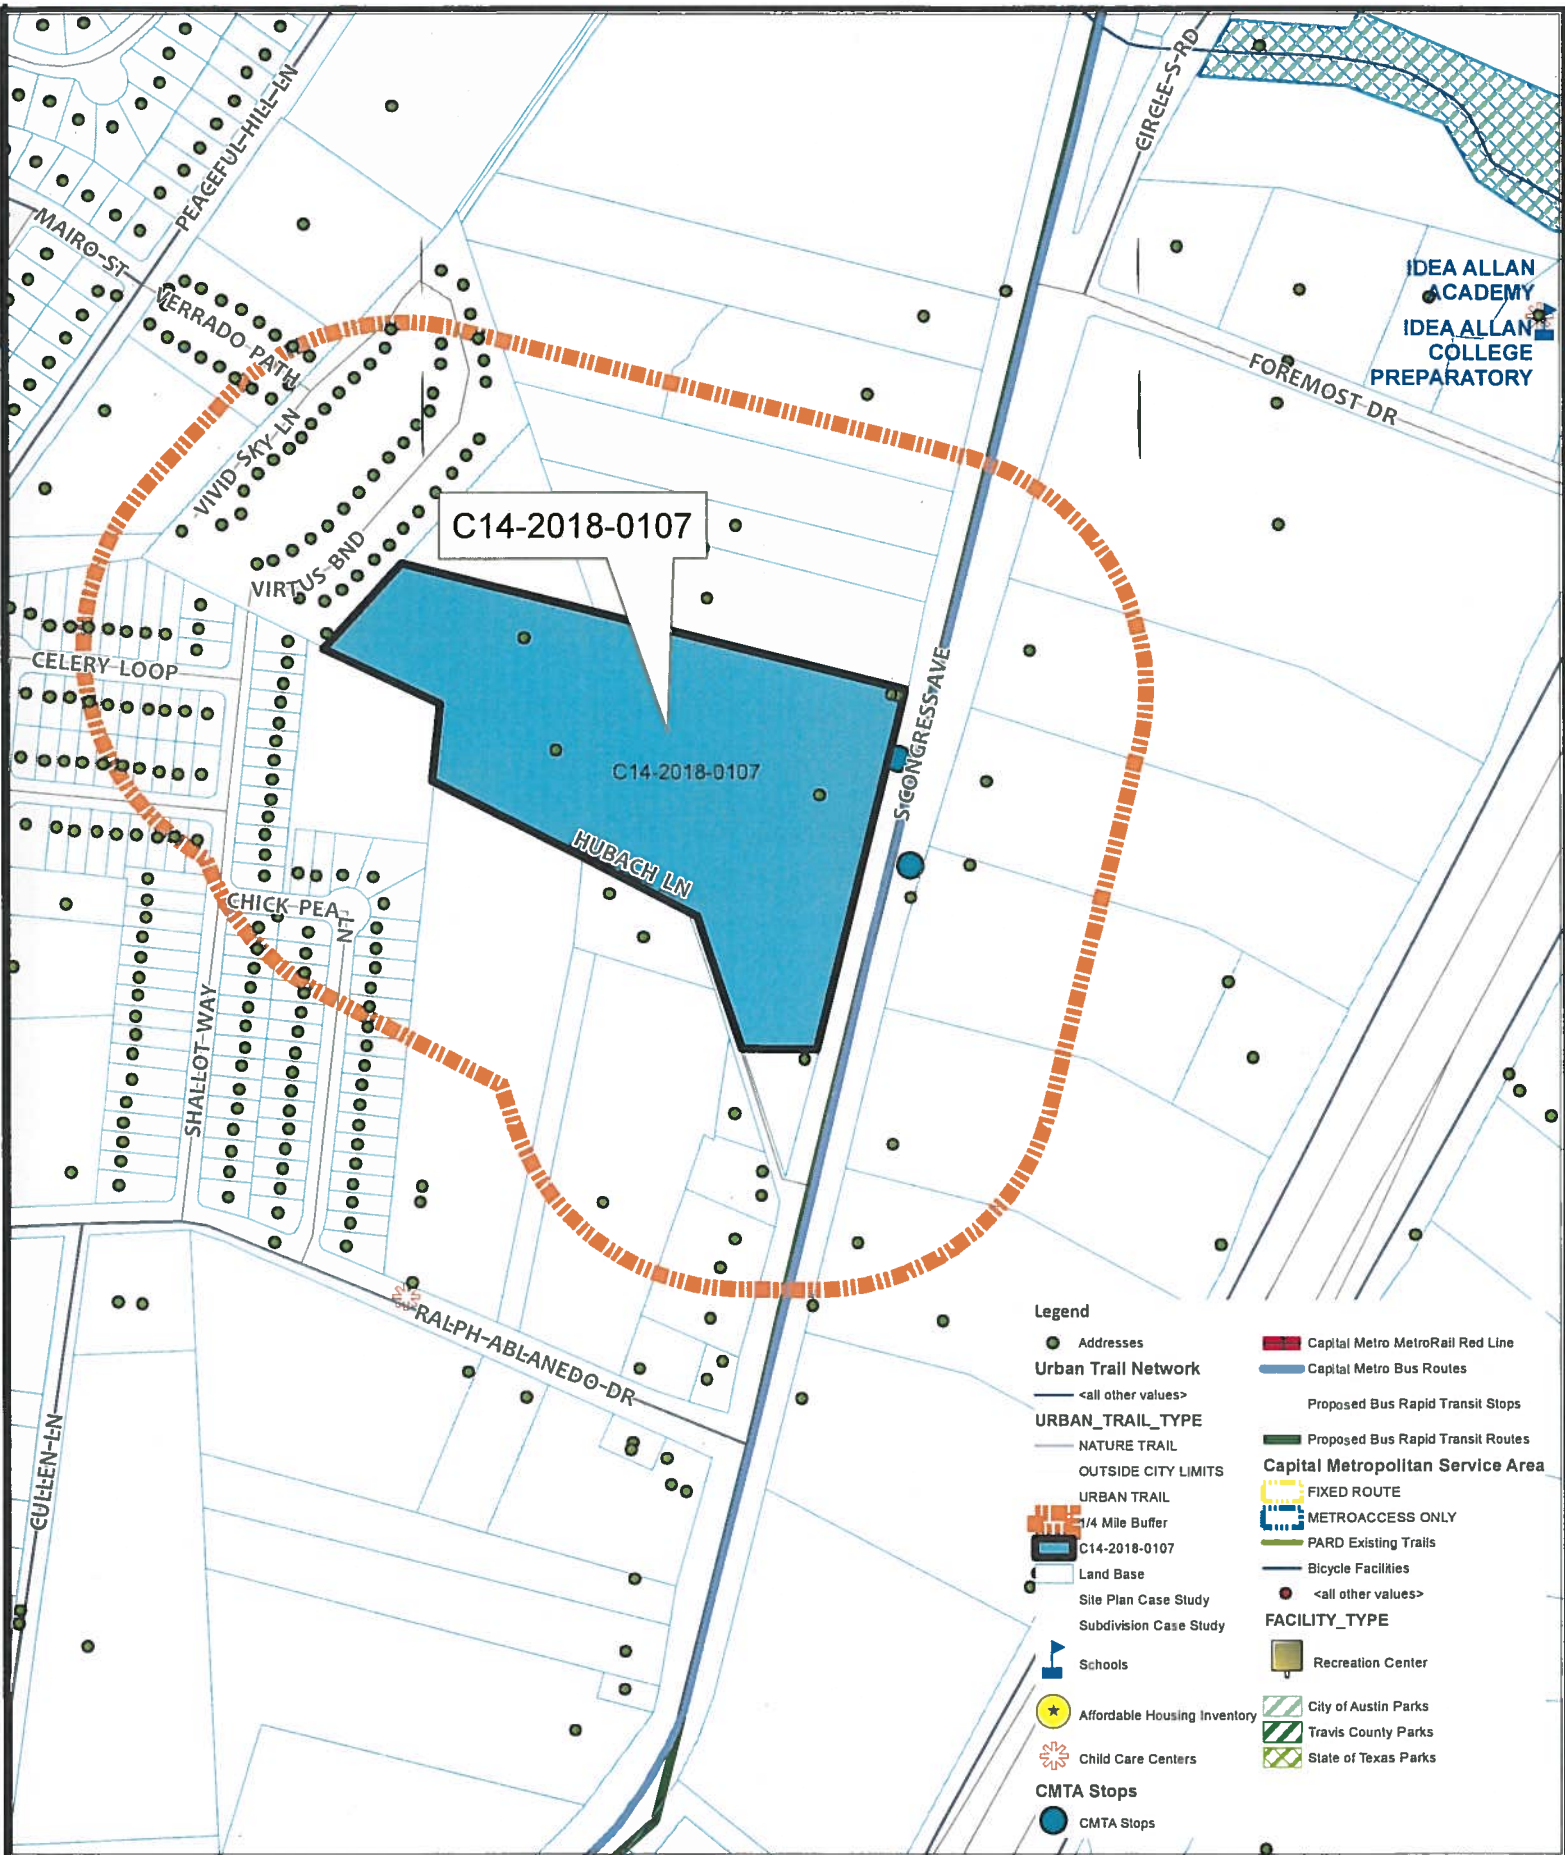 PEACEFUL-HILL-LN
CIRCLE-S-RD
MAIRO-ST
VERRADO PATH
IDEA ALLAN
ACADEMY
IDEA ALLAN
COLLEGE
PREPARATORY
FOREMOST DR
VIVID-SKY-LN
C14-2018-0107
VIRTUS-BND
CELERY LOOP
S CONGRESS AVE
C14-2018-0107
HUBACH LN
CHICK PEA LN
SHALLOT WAY
RALPH-ABLANEDO-DR
CULLEN-LN
Legend
Addresses
Urban Trail Network
<all other values>
URBAN_TRAIL_TYPE
NATURE TRAIL
OUTSIDE CITY LIMITS
URBAN TRAIL
1/4 Mile Buffer
C14-2018-0107
Land Base
Site Plan Case Study
Subdivision Case Study
Schools
Affordable Housing Inventory
Child Care Centers
CMTA Stops
CMTA Stops
Capital Metro MetroRail Red Line
Capital Metro Bus Routes
Proposed Bus Rapid Transit Stops
Proposed Bus Rapid Transit Routes
Capital Metropolitan Service Area
FIXED ROUTE
METROACCESS ONLY
PARD Existing Trails
Bicycle Facilities
<all other values>
FACILITY_TYPE
Recreation Center
City of Austin Parks
Travis County Parks
State of Texas Parks